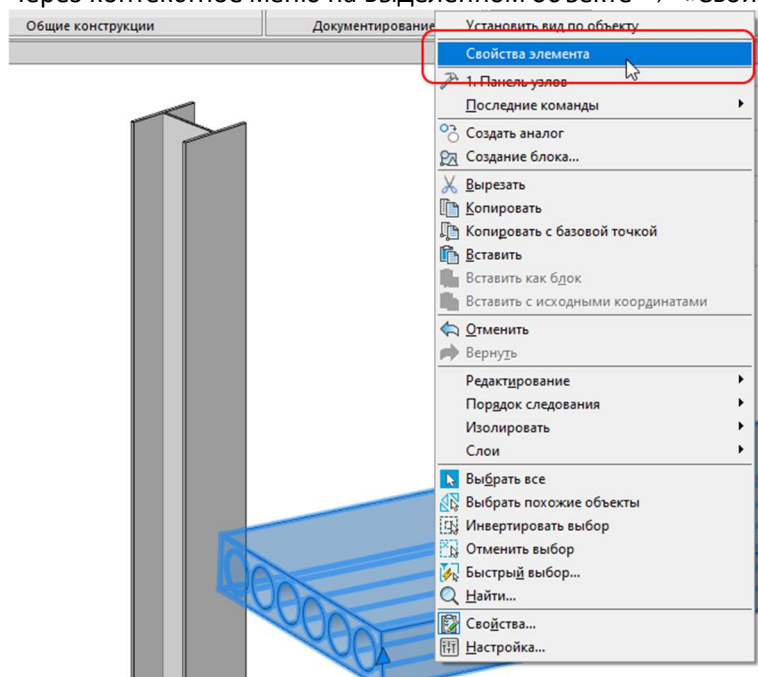 Общие конструкции
Документирование
Установить вид по объекту
Свойства элемента
1. Панель узлов
Последние команды
Создать аналог
Создание блока...
Вырезать
Копировать
Копировать с базовой точкой
Вставить
Вставить как блок
Вставить с исходными координатами
Отменить
Вернуть
Редактирование
Порядок следования
Изолировать
Слои
Выбрать все
Выбрать похожие объекты
Инвертировать выбор
Отменить выбор
Быстрый выбор...
Найти...
Свойства...
Настройка...